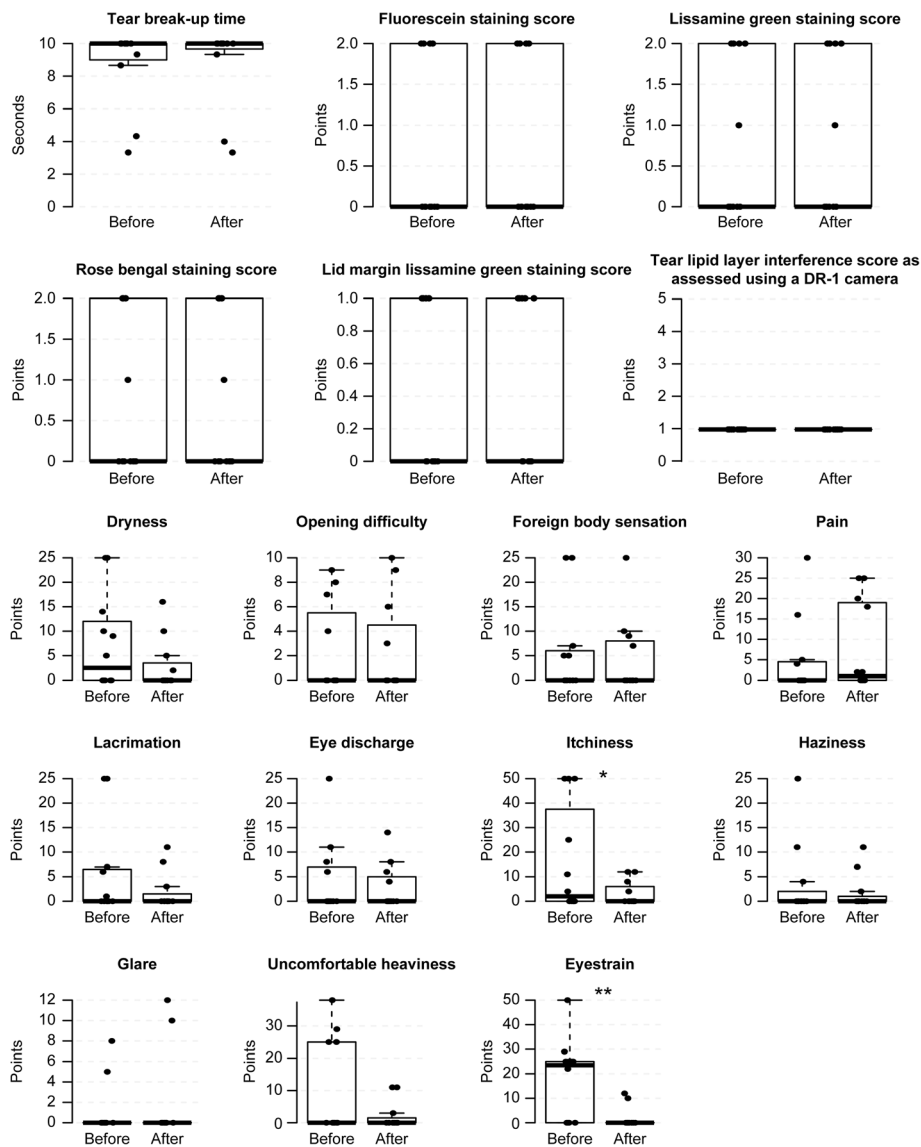 Tear break-up time
Seconds
10
8
6
4
2
0
Before After
Fluorescein staining score
Points
2.0
1.5
1.0
0.5
0
Before After
Lissamine green staining score
Points
2.0
1.5
1.0
0.5
0
Before After
Rose bengal staining score
Points
2.0
1.5
1.0
0.5
0
Before After
Lid margin lissamine green staining score
Points
1.0
0.8
0.6
0.4
0.2
0
Before After
Tear lipid layer interference score as
assessed using a DR-1 camera
Points
5
4
3
2
1
0
Before After
Dryness
Points
25
20
15
10
5
0
Before After
Opening difficulty
Points
10
8
6
4
2
0
Before After
Foreign body sensation
Points
25
20
15
10
5
0
Before After
Pain
Points
30
25
20
15
10
5
0
Before After
Lacrimation
Points
25
20
15
10
5
0
Before After
Eye discharge
Points
25
20
15
10
5
0
Before After
Itchiness
*
Points
50
40
30
20
10
0
Before After
Haziness
Points
25
20
15
10
5
0
Before After
Glare
Points
12
10
8
6
4
2
0
Before After
Uncomfortable heaviness
Points
30
20
10
0
Before After
Eyestrain
**
Points
50
40
30
20
10
0
Before After